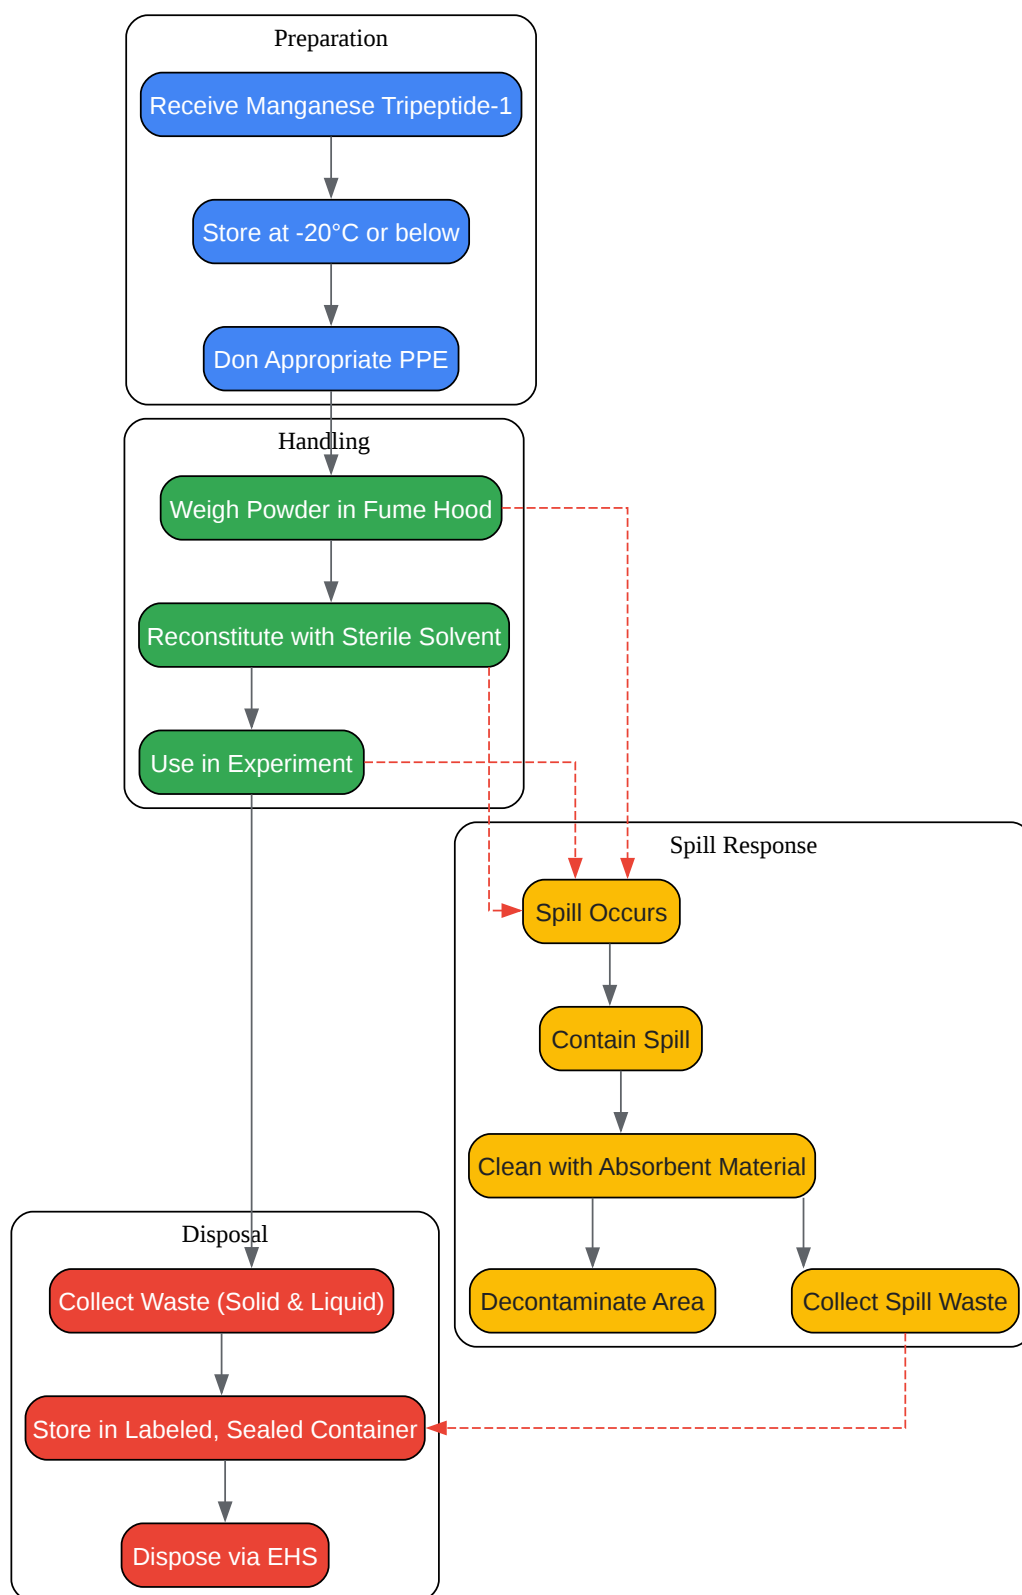 Preparation
Receive Manganese Tripeptide-1
Store at -20°C or below
Don Appropriate PPE
Handling
Weigh Powder in Fume Hood
Reconstitute with Sterile Solvent
Use in Experiment
Spill Response
Spill Occurs
Contain Spill
Clean with Absorbent Material
Decontaminate Area
Collect Spill Waste
Disposal
Collect Waste (Solid & Liquid)
Store in Labeled, Sealed Container
Dispose via EHS